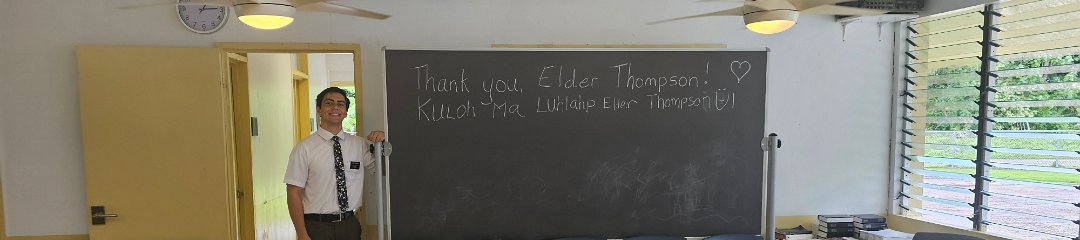 Thank you, Elder Thompson! ♡
Kuloh Ma Luhlahp Elder Thompson